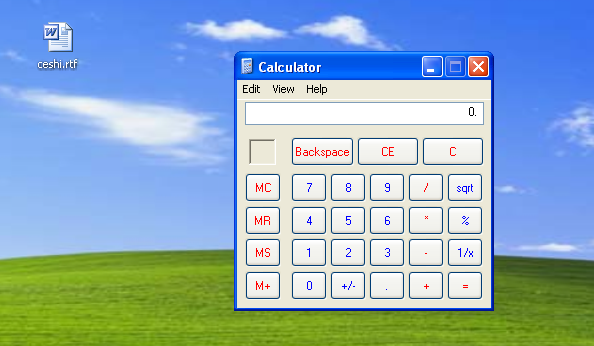 ceshi.rtf
Calculator
Edit View Help
0.
Backspace CE C
MC 7 8 9 / sqrt
MR 4 5 6 * %
MS 1 2 3 - 1/x
M+ 0 +/- . + =